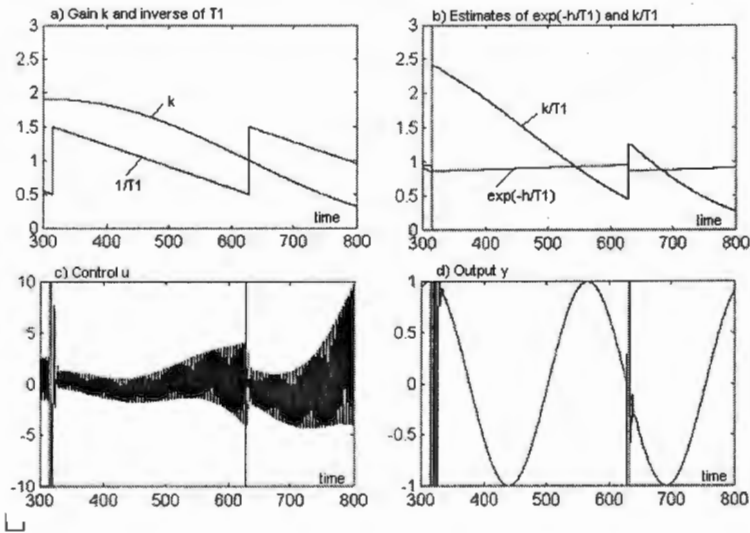 a) Gain k and inverse of T1
3
2.5
2
1.5
1
0.5
0
k
1/T1
time
300 400 500 600 700 800
b) Estimates of exp(-h/T1) and k/T1
3
2.5
2
1.5
1
0.5
0
k/T1
exp(-h/T1)
time
300 400 500 600 700 800
c) Control u
10
5
0
-5
-10
time
300 400 500 600 700 800
d) Output y
1
0.5
0
-0.5
-1
time
300 400 500 600 700 800